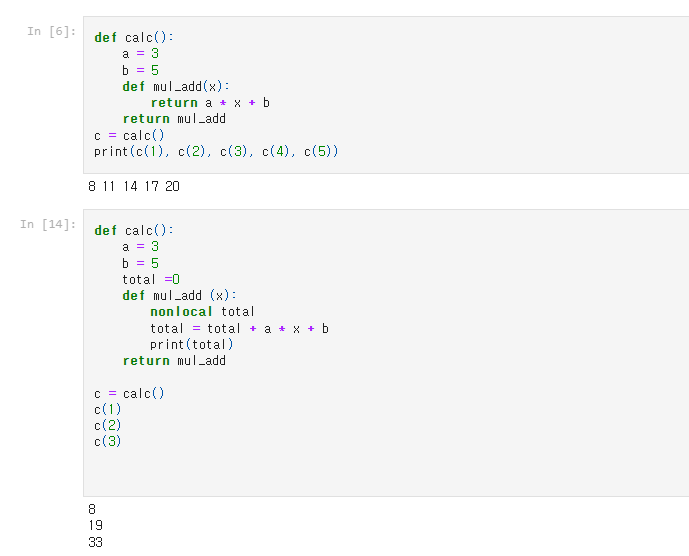 In [6]:
def calc():
    a = 3
    b = 5
    def mul_add(x):
        return a * x + b
    return mul_add
c = calc()
print(c(1), c(2), c(3), c(4), c(5))
8 11 14 17 20
In [14]:
def calc():
    a = 3
    b = 5
    total =0
    def mul_add (x):
        nonlocal total
        total = total + a * x + b
        print(total)
    return mul_add
c = calc()
c(1)
c(2)
c(3)
8
19
33